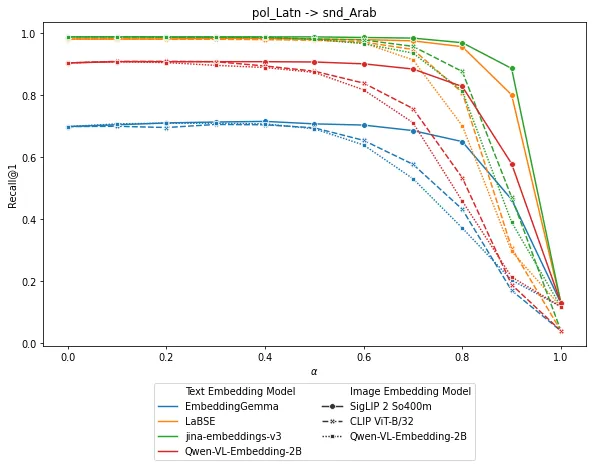 pol_Latn -> snd_Arab
Recall@1
1.0
0.8
0.6
0.4
0.2
0.0
0.0 0.2 0.4 0.6 0.8 1.0
α
Text Embedding Model Image Embedding Model
EmbeddingGemma SigLIP 2 So400m
LaBSE CLIP ViT-B/32
jina-embeddings-v3 Qwen-VL-Embedding-2B
Qwen-VL-Embedding-2B